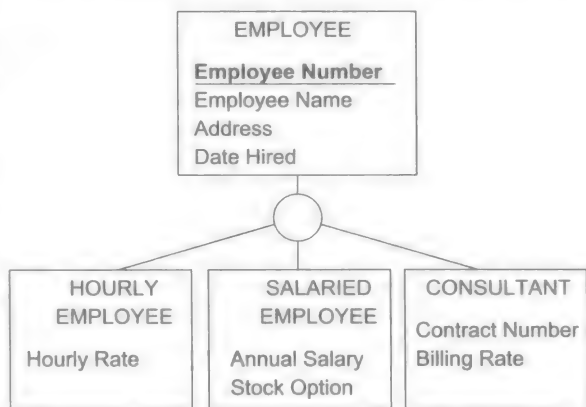 EMPLOYEE
Employee Number
Employee Name
Address
Date Hired
HOURLY
EMPLOYEE
Hourly Rate
SALARIED
EMPLOYEE
Annual Salary
Stock Option
CONSULTANT
Contract Number
Billing Rate